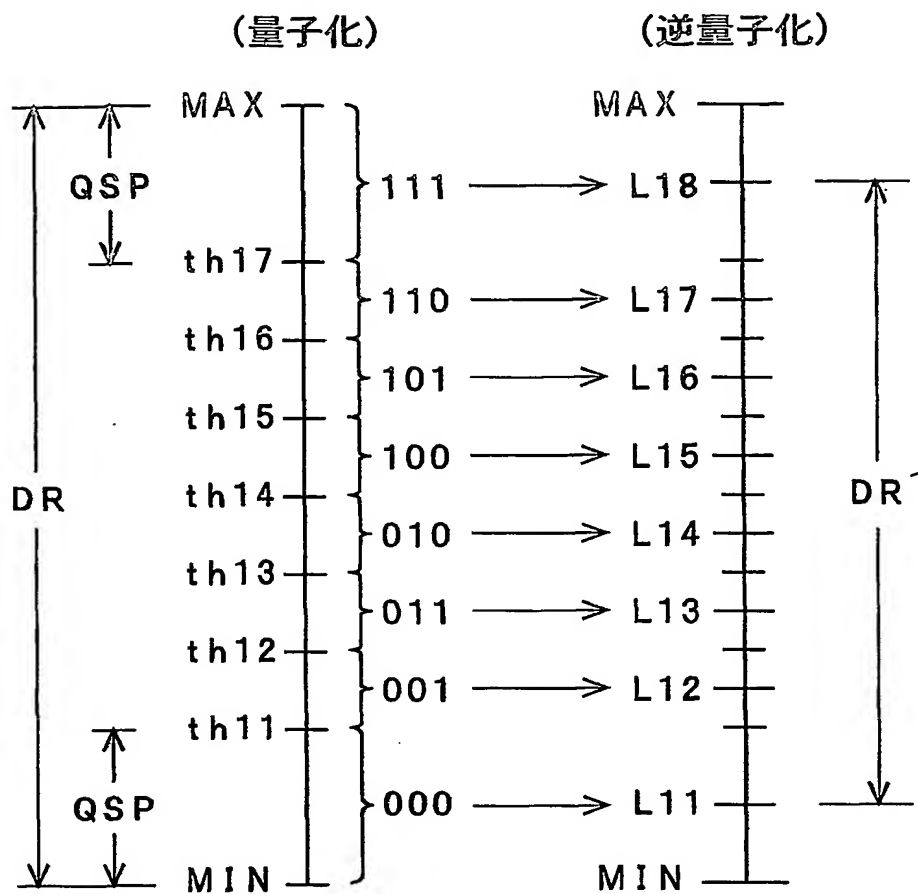 (量子化) (逆量子化)
MAX MAX
QSP 111 L18
th17
110 L17
th16
101 L16
th15
100 L15
DR th14 DR'
010 L14
th13
011 L13
th12
001 L12
th11
QSP 000 L11
MIN MIN